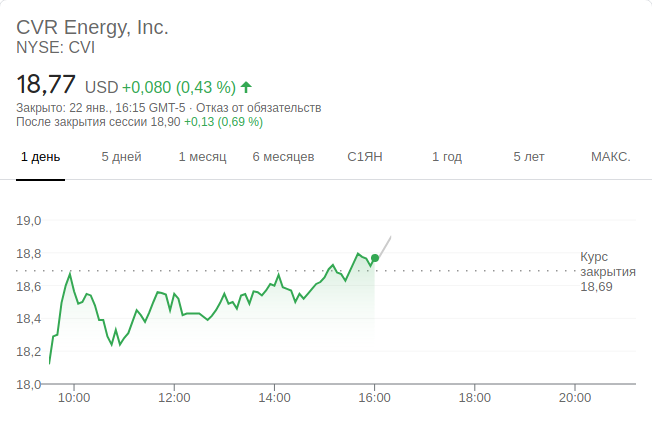 CVR Energy, Inc.
NYSE: CVI
18,77 USD +0,080 (0,43 %)
Закрыто: 22 янв., 16:15 GMT-5 · Отказ от обязательств
После закрытия сессии 18,90 +0,13 (0,69 %)
1 день 5 дней 1 месяц 6 месяцев С1ЯН 1 год 5 лет МАКС.
19,0
18,8
18,6
18,4
18,2
18,0
Курс
закрытия
18,69
10:00 12:00 14:00 16:00 18:00 20:00